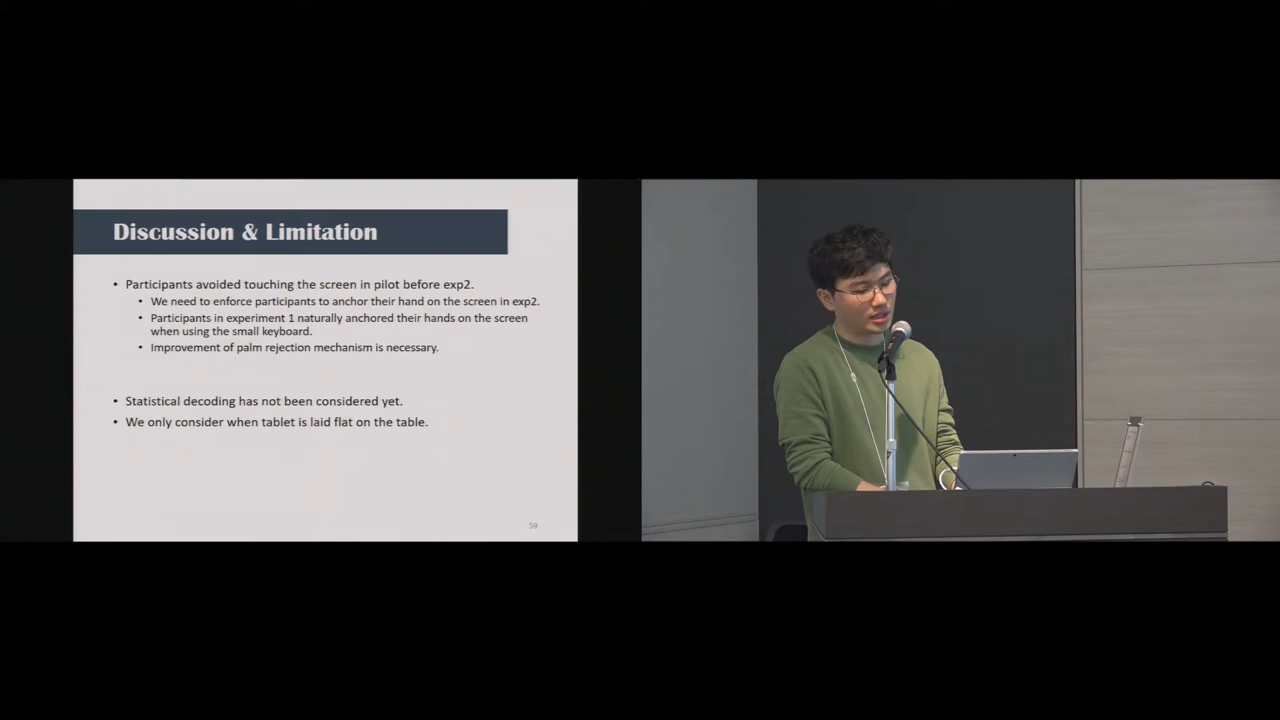 Discussion & Limitation
• Participants avoided touching the screen in pilot before exp2.
• We need to enforce participants to anchor their hand on the screen in exp2.
• Participants in experiment 1 naturally anchored their hands on the screen
when using the small keyboard.
• Improvement of palm rejection mechanism is necessary.
• Statistical decoding has not been considered yet.
• We only consider when tablet is laid flat on the table.
59